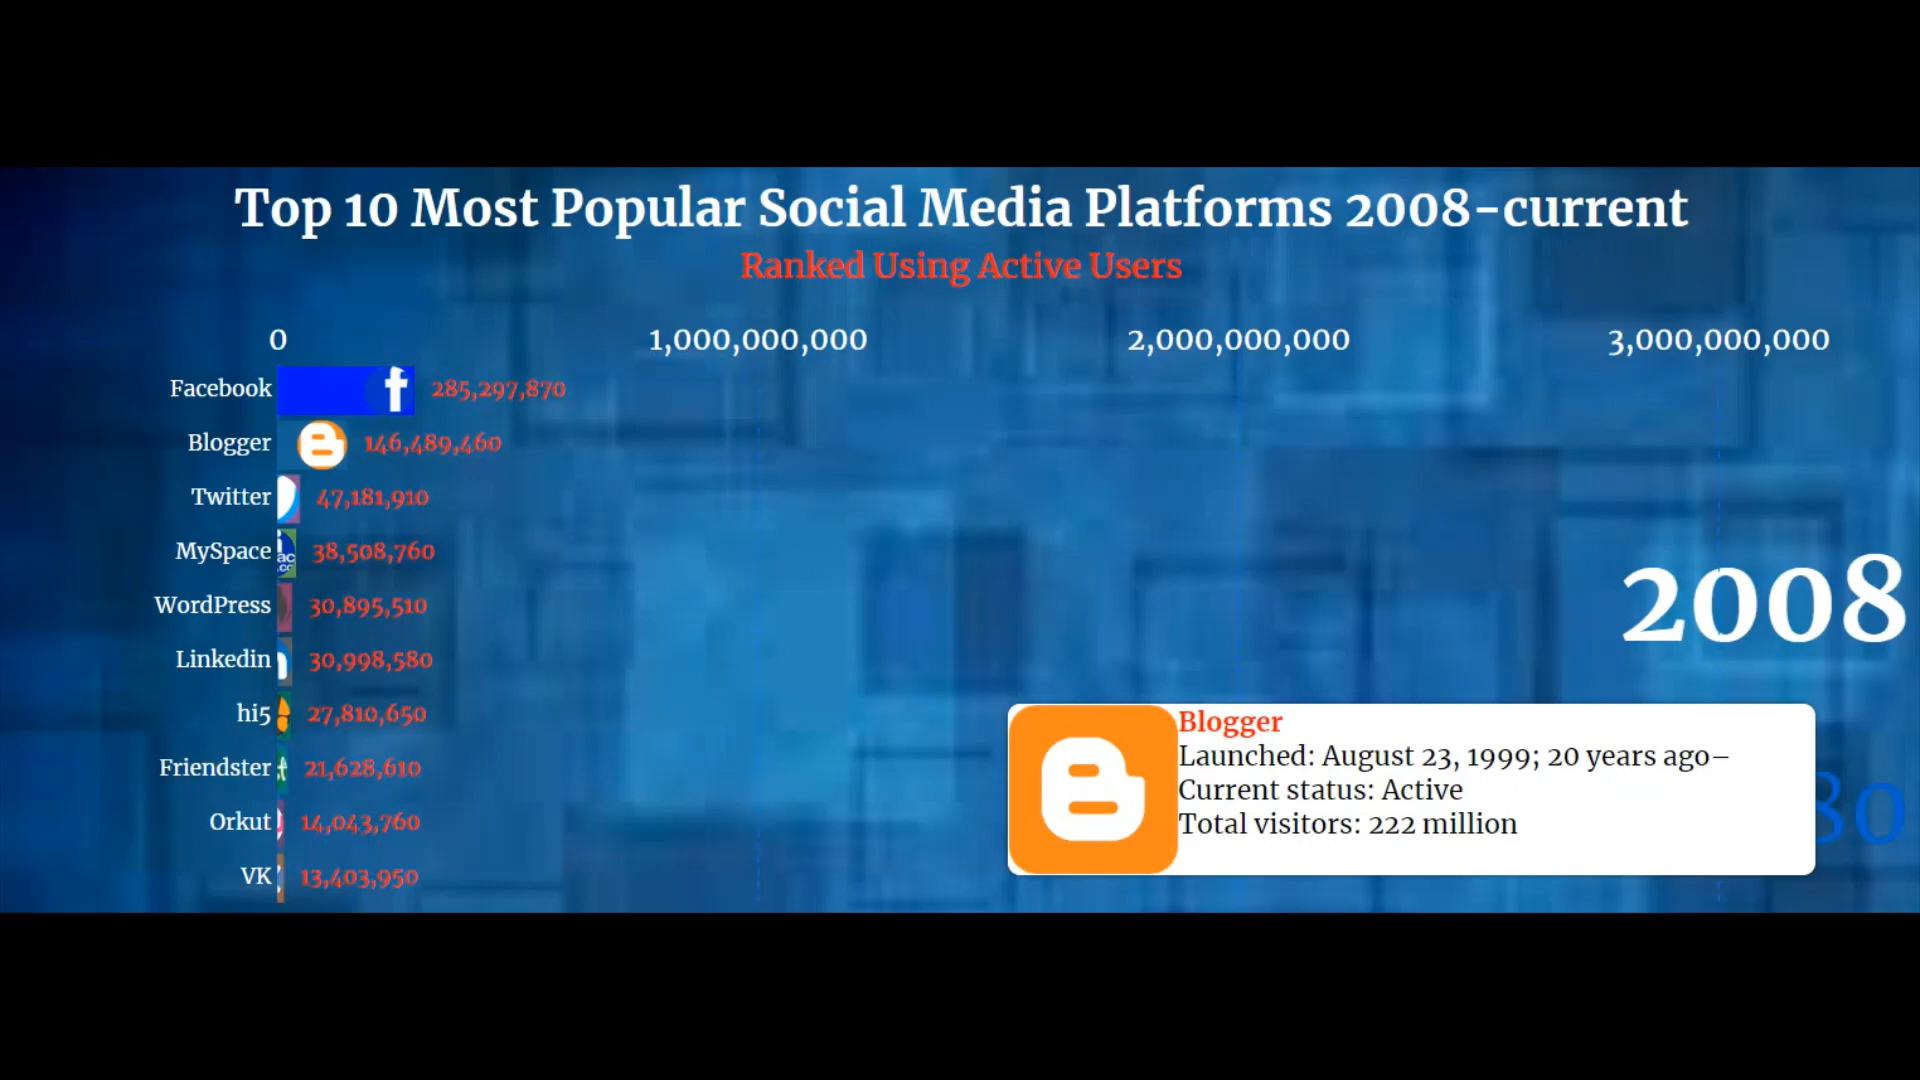 Top 10 Most Popular Social Media Platforms 2008-current
Ranked Using Active Users
0 1,000,000,000 2,000,000,000 3,000,000,000
Facebook 285,297,870
Blogger 146,489,460
Twitter 47,181,910
MySpace 38,508,760
WordPress 30,895,510
Linkedin 30,998,580
hi5 27,810,650
Friendster 21,628,610
Orkut 14,043,760
VK 13,403,950
2008
Blogger
Launched: August 23, 1999; 20 years ago–
Current status: Active
Total visitors: 222 million
80